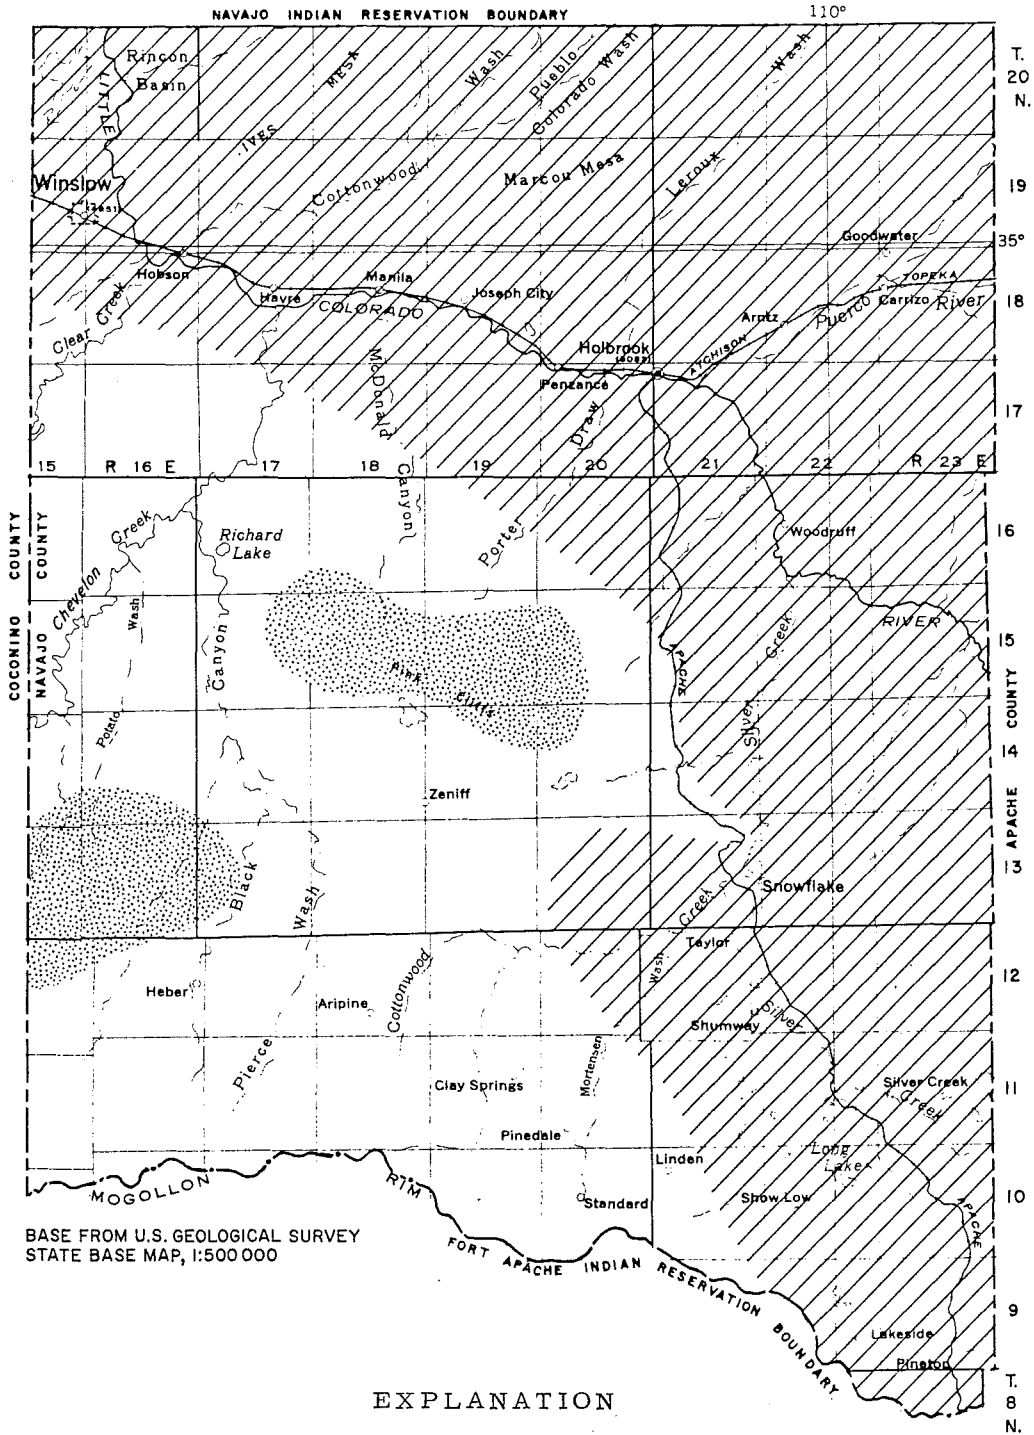 NAVAJO INDIAN RESERVATION BOUNDARY
110°
Rincon
Basin
MESA
Wash
Pueblo
Colorado Wash
Wash
T.
20
N.
LITTLE
IVES
Cottonwood
Marcou Mesa
Leroux
19
Winslow
Goodwater
35°
Hobson
Manila
TOPEKA
Havre
COLORADO
Joseph City
Carrizo
Puerco River
18
Clear Creek
Arntz
Holbrook
ATCHISON
McDonald
Penzance
Draw
17
15 R 16 E 17 18 19 20 21 22 R 23 E
Canyon
Porter
16
Creek
Richard
Lake
Woodruff
COCONINO COUNTY
NAVAJO COUNTY
Chevelon
Wash
Canyon
Creek
RIVER
15
Pink
Cliffs
APACHE
Potato
Silver
14
APACHE COUNTY
Zeniff
13
Black
Wash
Snowflake
Creek
Taylor
12
Heber
Aripine
Cottonwood
Wash
Silver
Shumway
Pierce
Clay Springs
Mortensen
Silver Creek
Creek
11
Pinedale
Linden
Long
Lake
MOGOLLON
RIM
Standard
Show Low
10
APACHE
BASE FROM U.S. GEOLOGICAL SURVEY
STATE BASE MAP, 1:500 000
FORT APACHE INDIAN RESERVATION BOUNDARY
9
Lakeside
Pinetop
T.
8
N.
EXPLANATION